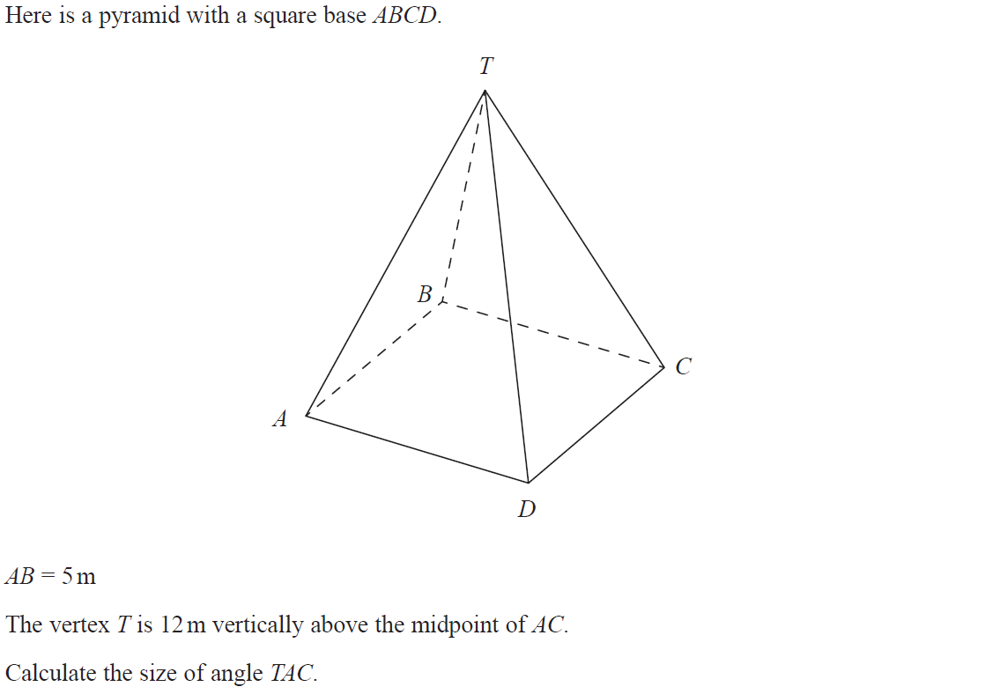 Here is a pyramid with a square base ABCD.
T
B
C
A
D
AB = 5 m
The vertex T is 12 m vertically above the midpoint of AC.
Calculate the size of angle TAC.